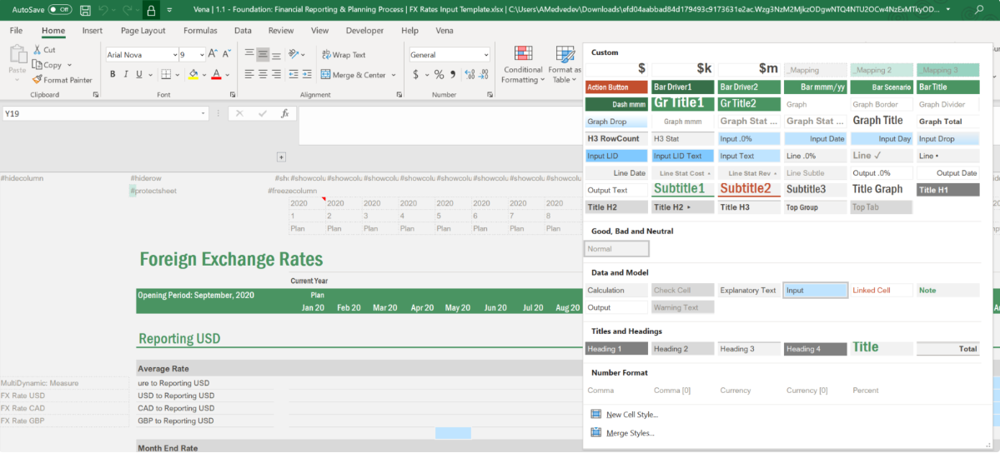 AutoSave Off Vena | 1.1 - Foundation: Financial Reporting & Planning Process | FX Rates Input Template.xlsx | C:\Users\AMedvedev\Downloads\efd04aabbad84d179493c9173631e2ac.Wzg3NzM2MjkzODgwNTQ4NTU2OCw4NzExMTkyOD...
File Home Insert Page Layout Formulas Data Review View Developer Help Vena
Paste
Cut
Copy
Format Painter
Clipboard
Arial Nova 9 A A
B I U A
Font
Wrap Text
Merge & Center
Alignment
General
$ % 9
Number
Conditional Formatting
Format as Table
Y19 fx
#hidecolumn #hiderow #sh #showcolu #showcolu #showcolu #showcolu #showcolu #showcolu #showcolu
#protectsheet #freezecolumn
2020 2020 2020 2020 2020 2020 2020 2020
1 2 3 4 5 6 7 8
Plan Plan Plan Plan Plan Plan Plan Plan
Foreign Exchange Rates
Current Year
Opening Period: September, 2020 Plan
Jan 20 Feb 20 Mar 20 Apr 20 May 20 Jun 20 Jul 20 Aug 20
Reporting USD
Average Rate
MultiDynamic: Measure ure to Reporting USD
FX Rate USD USD to Reporting USD
FX Rate CAD CAD to Reporting USD
FX Rate GBP GBP to Reporting USD
Month End Rate
Custom
$ $k $m _Mapping _Mapping 2 _Mapping 3
Action Button Bar Driver1 Bar Driver2 Bar mmm/yy Bar Scenario Bar Title
Dash mmm Gr Title1 Gr Title2 Graph Graph Border Graph Divider
Graph Drop Graph mmm Graph Stat ... Graph Stat ... Graph Title Graph Total
H3 RowCount H3 Stat Input .0% Input Date Input Day Input Drop
Input LID Input LID Text Input Text Line .0% Line ✓ Line •
Line Date Line Stat Cost • Line Stat Rev • Line Subtle Output .0% Output Date
Output Text Subtitle1 Subtitle2 Subtitle3 Title Graph Title H1
Title H2 Title H2 ▸ Title H3 Top Group Top Tab
Good, Bad and Neutral
Normal
Data and Model
Calculation Check Cell Explanatory Text Input Linked Cell Note
Output Warning Text
Titles and Headings
Heading 1 Heading 2 Heading 3 Heading 4 Title Total
Number Format
Comma Comma [0] Currency Currency [0] Percent
New Cell Style...
Merge Styles...